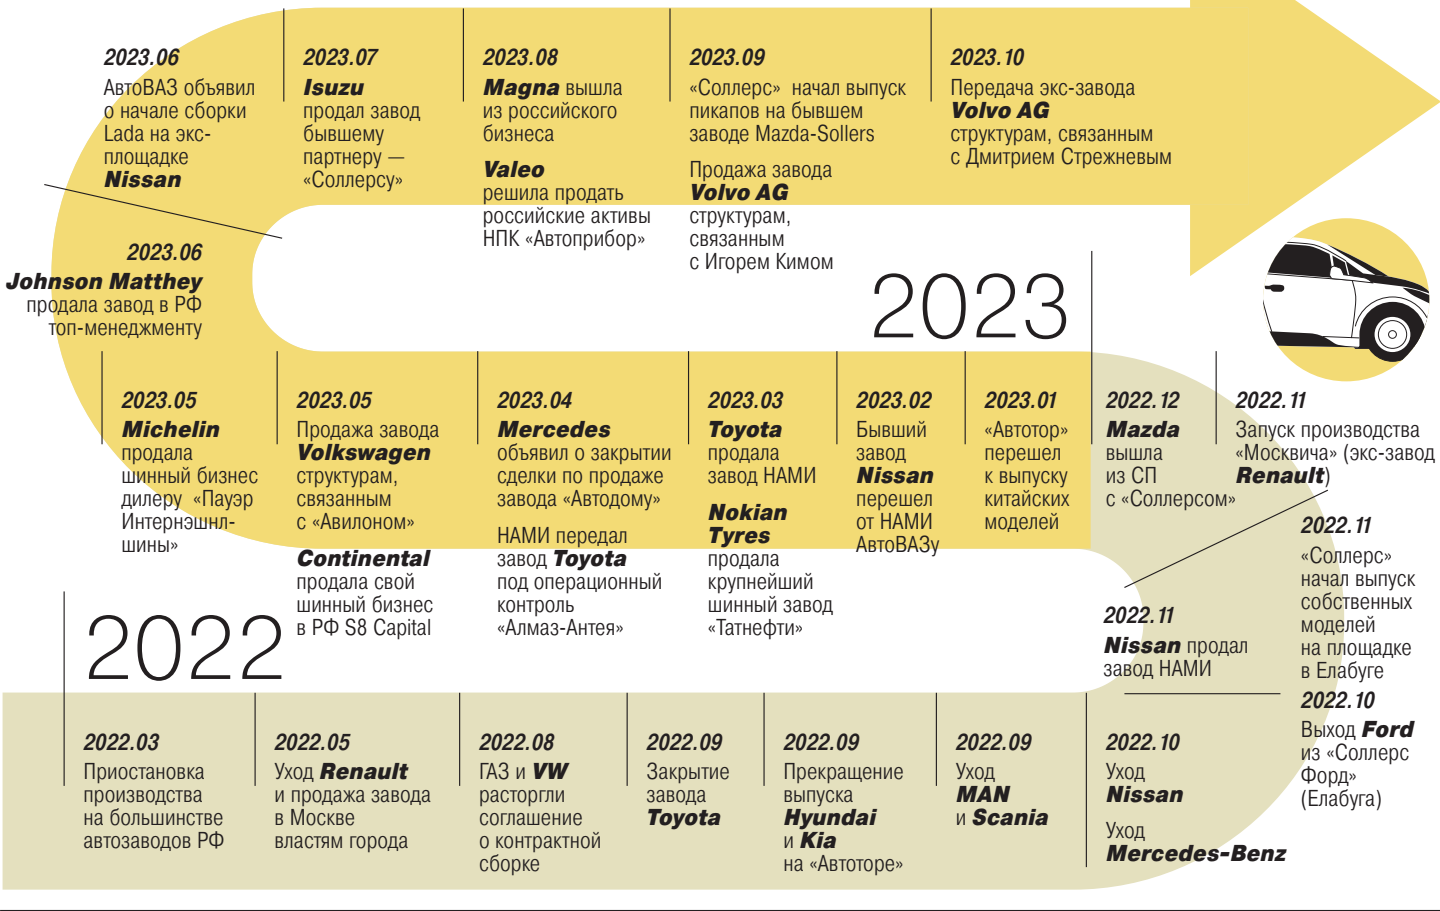 2022
2022.03
Приостановка
производства
на большинстве
автозаводов РФ
2022.05
Уход Renault
и продажа завода
в Москве
властям города
2022.08
ГАЗ и VW
расторгли
соглашение
о контрактной
сборке
2022.09
Закрытие
завода
Toyota
2022.09
Прекращение
выпуска
Hyundai
и Kia
на «Автоторе»
2022.09
Уход
MAN
и Scania
2022.10
Уход
Nissan
Уход
Mercedes-Benz
2022.10
Выход Ford
из «Соллерс
Форд»
(Елабуга)
2022.11
Nissan продал
завод НАМИ
2022.11
«Соллерс»
начал выпуск
собственных
моделей
на площадке
в Елабуге
2022.11
Запуск производства
«Москвича» (экс-завод
Renault)
2022.12
Mazda
вышла
из СП
с «Соллерсом»
2023
2023.01
«Автотор»
перешел
к выпуску
китайских
моделей
2023.02
Бывший
завод
Nissan
перешел
от НАМИ
АвтоВАЗу
2023.03
Toyota
продала
завод НАМИ
Nokian
Tyres
продала
крупнейший
шинный завод
«Татнефти»
2023.04
Mercedes
объявил о закрытии
сделки по продаже
завода «Автодому»
НАМИ передал
завод Toyota
под операционный
контроль
«Алмаз-Антея»
2023.05
Продажа завода
Volkswagen
структурам,
связанным
с «Авилоном»
Continental
продала свой
шинный бизнес
в РФ S8 Capital
2023.05
Michelin
продала
шинный бизнес
дилеру «Пауэр
Интернэшнл-
шины»
2023.06
Johnson Matthey
продала завод в РФ
топ-менеджменту
2023.06
АвтоВАЗ объявил
о начале сборки
Lada на экс-
площадке
Nissan
2023.07
Isuzu
продал завод
бывшему
партнеру —
«Соллерсу»
2023.08
Magna вышла
из российского
бизнеса
Valeo
решила продать
российские активы
НПК «Автоприбор»
2023.09
«Соллерс» начал выпуск
пикапов на бывшем
заводе Mazda-Sollers
Продажа завода
Volvo AG
структурам,
связанным
с Игорем Кимом
2023.10
Передача экс-завода
Volvo AG
структурам, связанным
с Дмитрием Стрежневым